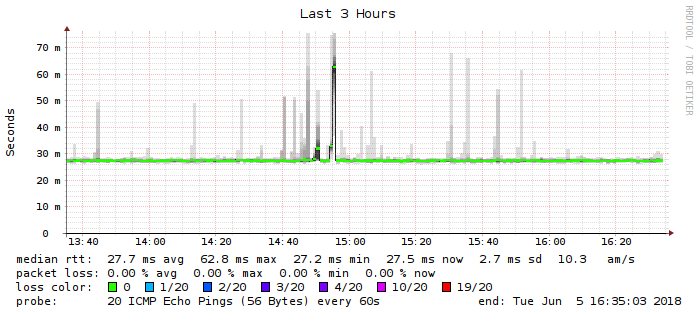 Last 3 Hours
RRDTOOL / TOBI OETIKER
Seconds
70 m
60 m
50 m
40 m
30 m
20 m
10 m
0
13:40 14:00 14:20 14:40 15:00 15:20 15:40 16:00 16:20
median rtt: 27.7 ms avg 62.8 ms max 27.2 ms min 27.5 ms now 2.7 ms sd 10.3 am/s
packet loss: 0.00 % avg 0.00 % max 0.00 % min 0.00 % now
loss color: 0 1/20 2/20 3/20 4/20 10/20 19/20
probe: 20 ICMP Echo Pings (56 Bytes) every 60s end: Tue Jun 5 16:35:03 2018